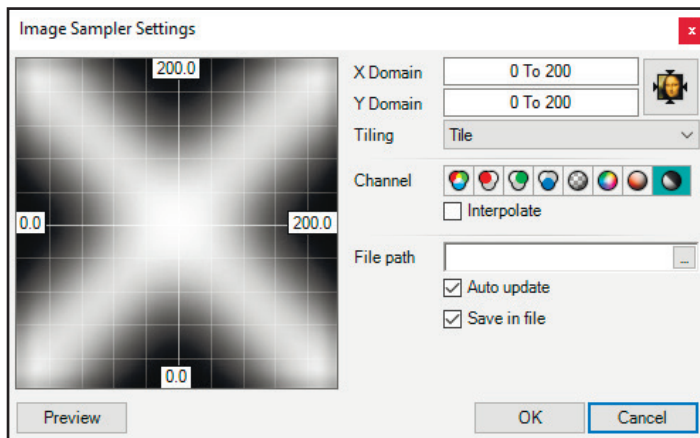 Image Sampler Settings
x
200.0
0.0
200.0
0.0
X Domain
0 To 200
Y Domain
0 To 200
Tiling
Tile
Channel
Interpolate
File path
...
Auto update
Save in file
Preview
OK
Cancel